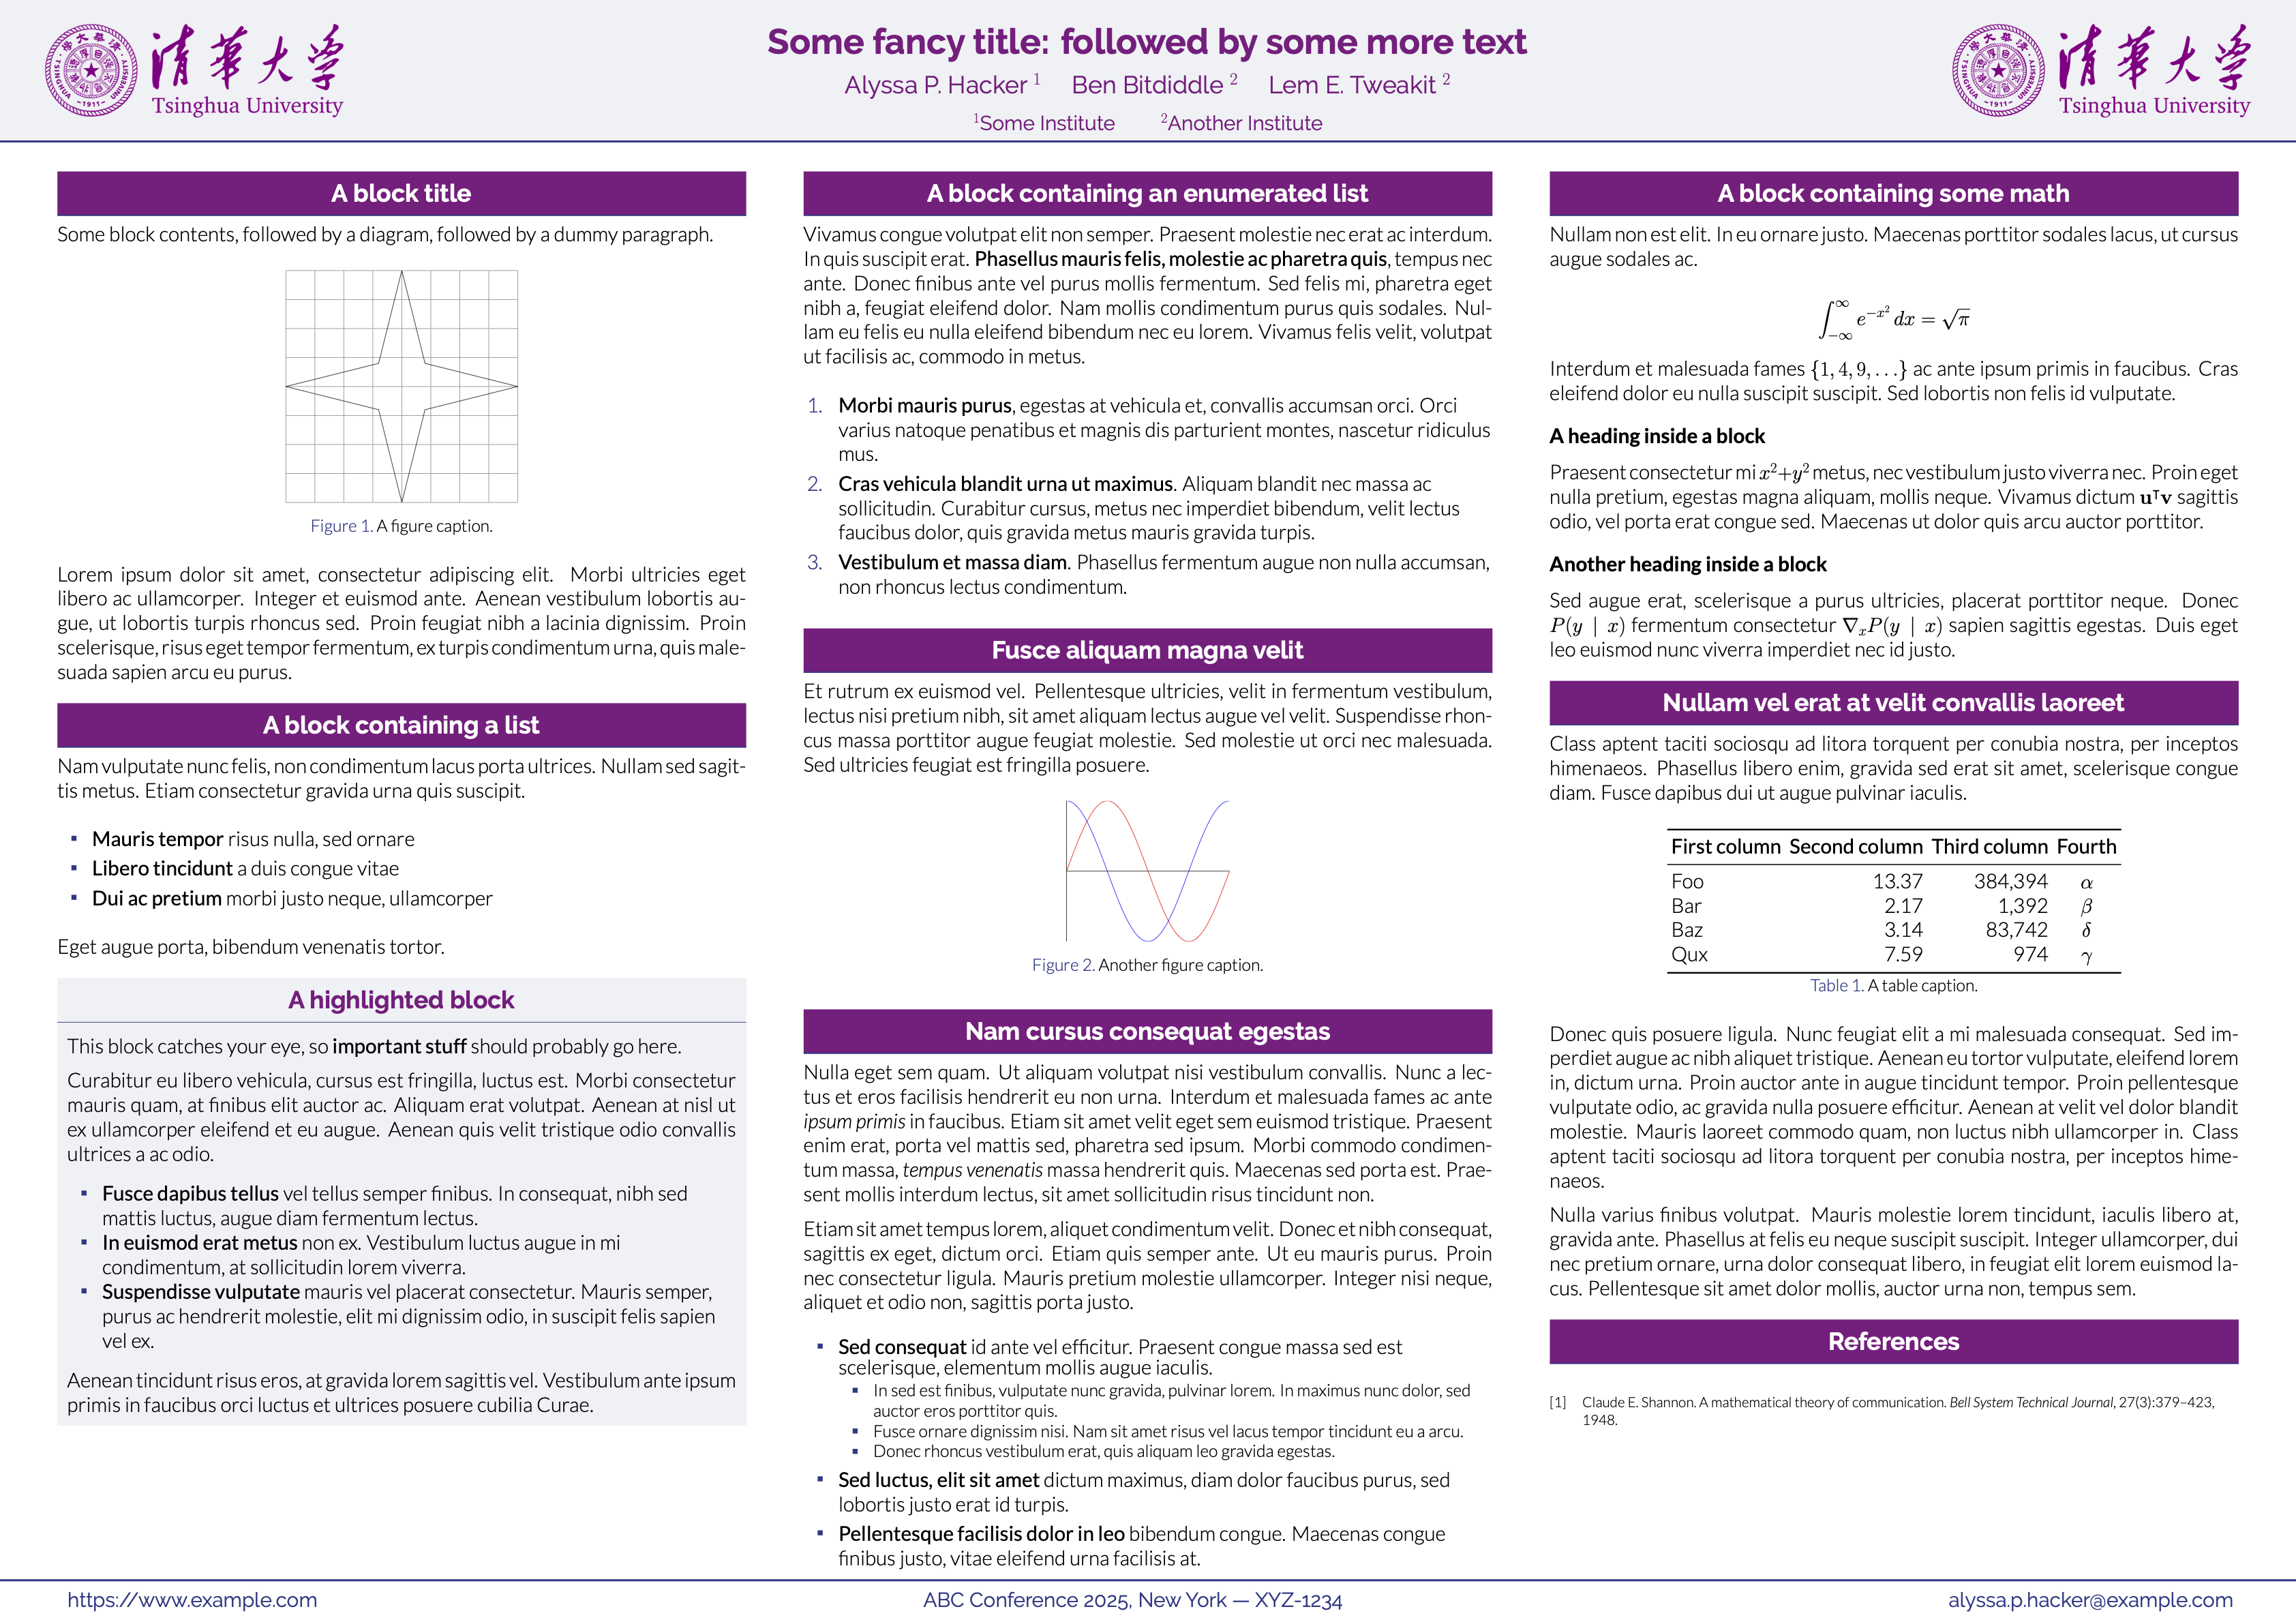 清华大学
Tsinghua University
Some fancy title: followed by some more text
Alyssa P. Hacker ¹ Ben Bitdiddle ² Lem E. Tweakit ²
¹Some Institute ²Another Institute
清华大学
Tsinghua University
A block title
Some block contents, followed by a diagram, followed by a dummy paragraph.
Figure 1. A figure caption.
Lorem ipsum dolor sit amet, consectetur adipiscing elit. Morbi ultricies eget
libero ac ullamcorper. Integer et euismod ante. Aenean vestibulum lobortis au-
gue, ut lobortis turpis rhoncus sed. Proin feugiat nibh a lacinia dignissim. Proin
scelerisque, risus eget tempor fermentum, ex turpis condimentum urna, quis male-
suada sapien arcu eu purus.
A block containing a list
Nam vulputate nunc felis, non condimentum lacus porta ultrices. Nullam sed sagit-
tis metus. Etiam consectetur gravida urna quis suscipit.
▪ Mauris tempor risus nulla, sed ornare
▪ Libero tincidunt a duis congue vitae
▪ Dui ac pretium morbi justo neque, ullamcorper
Eget augue porta, bibendum venenatis tortor.
A highlighted block
This block catches your eye, so important stuff should probably go here.
Curabitur eu libero vehicula, cursus est fringilla, luctus est. Morbi consectetur
mauris quam, at finibus elit auctor ac. Aliquam erat volutpat. Aenean at nisl ut
ex ullamcorper eleifend et eu augue. Aenean quis velit tristique odio convallis
ultrices a ac odio.
▪ Fusce dapibus tellus vel tellus semper finibus. In consequat, nibh sed
mattis luctus, augue diam fermentum lectus.
▪ In euismod erat metus non ex. Vestibulum luctus augue in mi
condimentum, at sollicitudin lorem viverra.
▪ Suspendisse vulputate mauris vel placerat consectetur. Mauris semper,
purus ac hendrerit molestie, elit mi dignissim odio, in suscipit felis sapien
vel ex.
Aenean tincidunt risus eros, at gravida lorem sagittis vel. Vestibulum ante ipsum
primis in faucibus orci luctus et ultrices posuere cubilia Curae.
A block containing an enumerated list
Vivamus congue volutpat elit non semper. Praesent molestie nec erat ac interdum.
In quis suscipit erat. Phasellus mauris felis, molestie ac pharetra quis, tempus nec
ante. Donec finibus ante vel purus mollis fermentum. Sed felis mi, pharetra eget
nibh a, feugiat eleifend dolor. Nam mollis condimentum purus quis sodales. Nul-
lam eu felis eu nulla eleifend bibendum nec eu lorem. Vivamus felis velit, volutpat
ut facilisis ac, commodo in metus.
1. Morbi mauris purus, egestas at vehicula et, convallis accumsan orci. Orci
varius natoque penatibus et magnis dis parturient montes, nascetur ridiculus
mus.
2. Cras vehicula blandit urna ut maximus. Aliquam blandit nec massa ac
sollicitudin. Curabitur cursus, metus nec imperdiet bibendum, velit lectus
faucibus dolor, quis gravida metus mauris gravida turpis.
3. Vestibulum et massa diam. Phasellus fermentum augue non nulla accumsan,
non rhoncus lectus condimentum.
Fusce aliquam magna velit
Et rutrum ex euismod vel. Pellentesque ultricies, velit in fermentum vestibulum,
lectus nisi pretium nibh, sit amet aliquam lectus augue vel velit. Suspendisse rhon-
cus massa porttitor augue feugiat molestie. Sed molestie ut orci nec malesuada.
Sed ultricies feugiat est fringilla posuere.
Figure 2. Another figure caption.
Nam cursus consequat egestas
Nulla eget sem quam. Ut aliquam volutpat nisi vestibulum convallis. Nunc a lec-
tus et eros facilisis hendrerit eu non urna. Interdum et malesuada fames ac ante
ipsum primis in faucibus. Etiam sit amet velit eget sem euismod tristique. Praesent
enim erat, porta vel mattis sed, pharetra sed ipsum. Morbi commodo condimen-
tum massa, tempus venenatis massa hendrerit quis. Maecenas sed porta est. Prae-
sent mollis interdum lectus, sit amet sollicitudin risus tincidunt non.
Etiam sit amet tempus lorem, aliquet condimentum velit. Donec et nibh consequat,
sagittis ex eget, dictum orci. Etiam quis semper ante. Ut eu mauris purus. Proin
nec consectetur ligula. Mauris pretium molestie ullamcorper. Integer nisi neque,
aliquet et odio non, sagittis porta justo.
▪ Sed consequat id ante vel efficitur. Praesent congue massa sed est
scelerisque, elementum mollis augue iaculis.
▪ In sed est finibus, vulputate nunc gravida, pulvinar lorem. In maximus nunc dolor, sed
auctor eros porttitor quis.
▪ Fusce ornare dignissim nisi. Nam sit amet risus vel lacus tempor tincidunt eu a arcu.
▪ Donec rhoncus vestibulum erat, quis aliquam leo gravida egestas.
▪ Sed luctus, elit sit amet dictum maximus, diam dolor faucibus purus, sed
lobortis justo erat id turpis.
▪ Pellentesque facilisis dolor in leo bibendum congue. Maecenas congue
finibus justo, vitae eleifend urna facilisis at.
A block containing some math
Nullam non est elit. In eu ornare justo. Maecenas porttitor sodales lacus, ut cursus
augue sodales ac.
∫_{-∞}^{∞} e^{-x²} dx = √π
Interdum et malesuada fames {1, 4, 9, . . .} ac ante ipsum primis in faucibus. Cras
eleifend dolor eu nulla suscipit suscipit. Sed lobortis non felis id vulputate.
A heading inside a block
Praesent consectetur mi x²+y² metus, nec vestibulum justo viverra nec. Proin eget
nulla pretium, egestas magna aliquam, mollis neque. Vivamus dictum u⊤v sagittis
odio, vel porta erat congue sed. Maecenas ut dolor quis arcu auctor porttitor.
Another heading inside a block
Sed augue erat, scelerisque a purus ultricies, placerat porttitor neque. Donec
P(y | x) fermentum consectetur ∇ₓP(y | x) sapien sagittis egestas. Duis eget
leo euismod nunc viverra imperdiet nec id justo.
Nullam vel erat at velit convallis laoreet
Class aptent taciti sociosqu ad litora torquent per conubia nostra, per inceptos
himenaeos. Phasellus libero enim, gravida sed erat sit amet, scelerisque congue
diam. Fusce dapibus dui ut augue pulvinar iaculis.
First column Second column Third column Fourth
Foo 13.37 384,394 α
Bar 2.17 1,392 β
Baz 3.14 83,742 δ
Qux 7.59 974 γ
Table 1. A table caption.
Donec quis posuere ligula. Nunc feugiat elit a mi malesuada consequat. Sed im-
perdiet augue ac nibh aliquet tristique. Aenean eu tortor vulputate, eleifend lorem
in, dictum urna. Proin auctor ante in augue tincidunt tempor. Proin pellentesque
vulputate odio, ac gravida nulla posuere efficitur. Aenean at velit vel dolor blandit
molestie. Mauris laoreet commodo quam, non luctus nibh ullamcorper in. Class
aptent taciti sociosqu ad litora torquent per conubia nostra, per inceptos hime-
naeos.
Nulla varius finibus volutpat. Mauris molestie lorem tincidunt, iaculis libero at,
gravida ante. Phasellus at felis eu neque suscipit suscipit. Integer ullamcorper, dui
nec pretium ornare, urna dolor consequat libero, in feugiat elit lorem euismod la-
cus. Pellentesque sit amet dolor mollis, auctor urna non, tempus sem.
References
[1] Claude E. Shannon. A mathematical theory of communication. Bell System Technical Journal, 27(3):379–423,
1948.
https://www.example.com
ABC Conference 2025, New York — XYZ-1234
alyssa.p.hacker@example.com